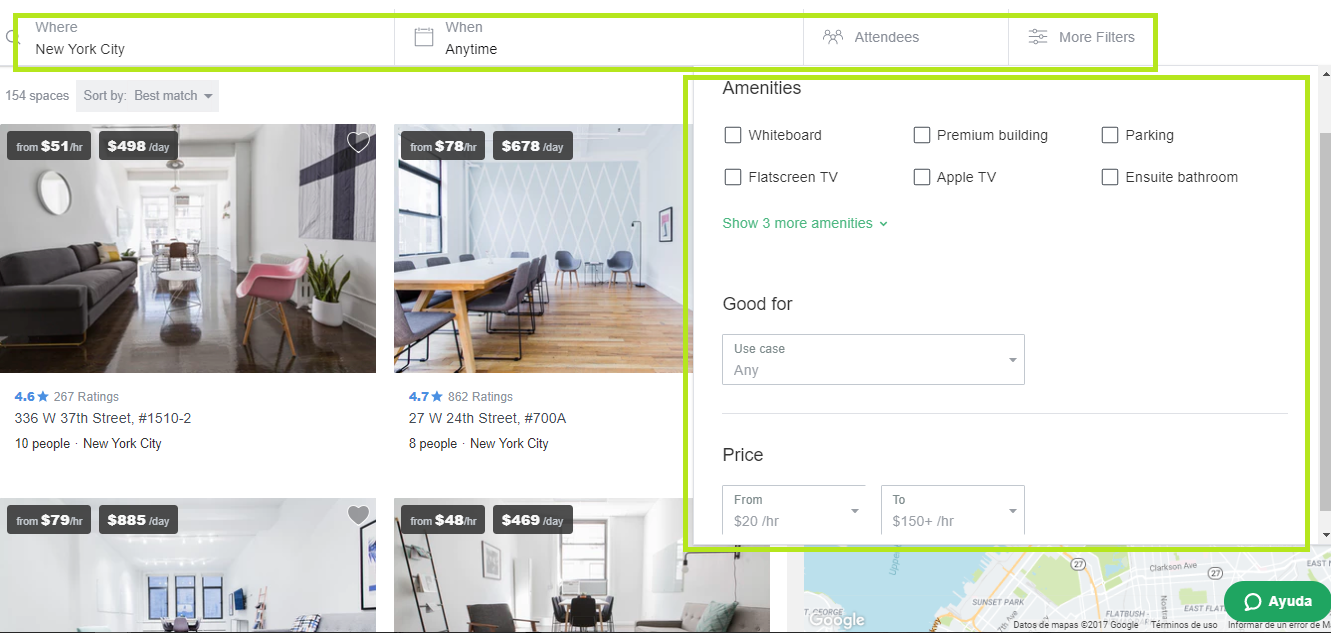 Where
New York City
When
Anytime
Attendees
More Filters
154 spaces
Sort by: Best match
from $51/hr
$498 /day
from $78/hr
$678 /day
4.6★ 267 Ratings
336 W 37th Street, #1510-2
10 people · New York City
4.7★ 862 Ratings
27 W 24th Street, #700A
8 people · New York City
from $79/hr
$885 /day
from $48/hr
$469 /day
Amenities
Whiteboard
Premium building
Parking
Flatscreen TV
Apple TV
Ensuite bathroom
Show 3 more amenities
Good for
Use case
Any
Price
From
$20 /hr
To
$150+ /hr
27
Clarkson Ave
27
SUNSET PARK
FLATBUSH
EAST FLAT
T. GEORGE
Google
Datos de mapas ©2017 Google
Términos de uso
Informar de un error de M
Ayuda